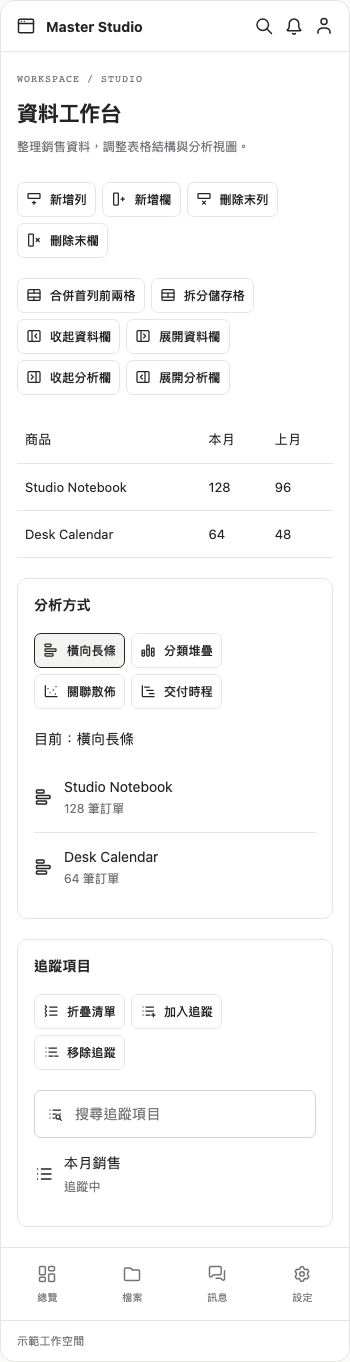 Master Studio
WORKSPACE / STUDIO
資料工作台
整理銷售資料，調整表格結構與分析視圖。
新增列 新增欄 刪除末列
刪除末欄
合併首列前兩格 拆分儲存格
收起資料欄 展開資料欄
收起分析欄 展開分析欄
商品 本月 上月
Studio Notebook 128 96
Desk Calendar 64 48
分析方式
橫向長條 分類堆疊
關聯散佈 交付時程
目前：橫向長條
Studio Notebook
128 筆訂單
Desk Calendar
64 筆訂單
追蹤項目
折疊清單 加入追蹤
移除追蹤
搜尋追蹤項目
本月銷售
追蹤中
總覽 檔案 訊息 設定
示範工作空間